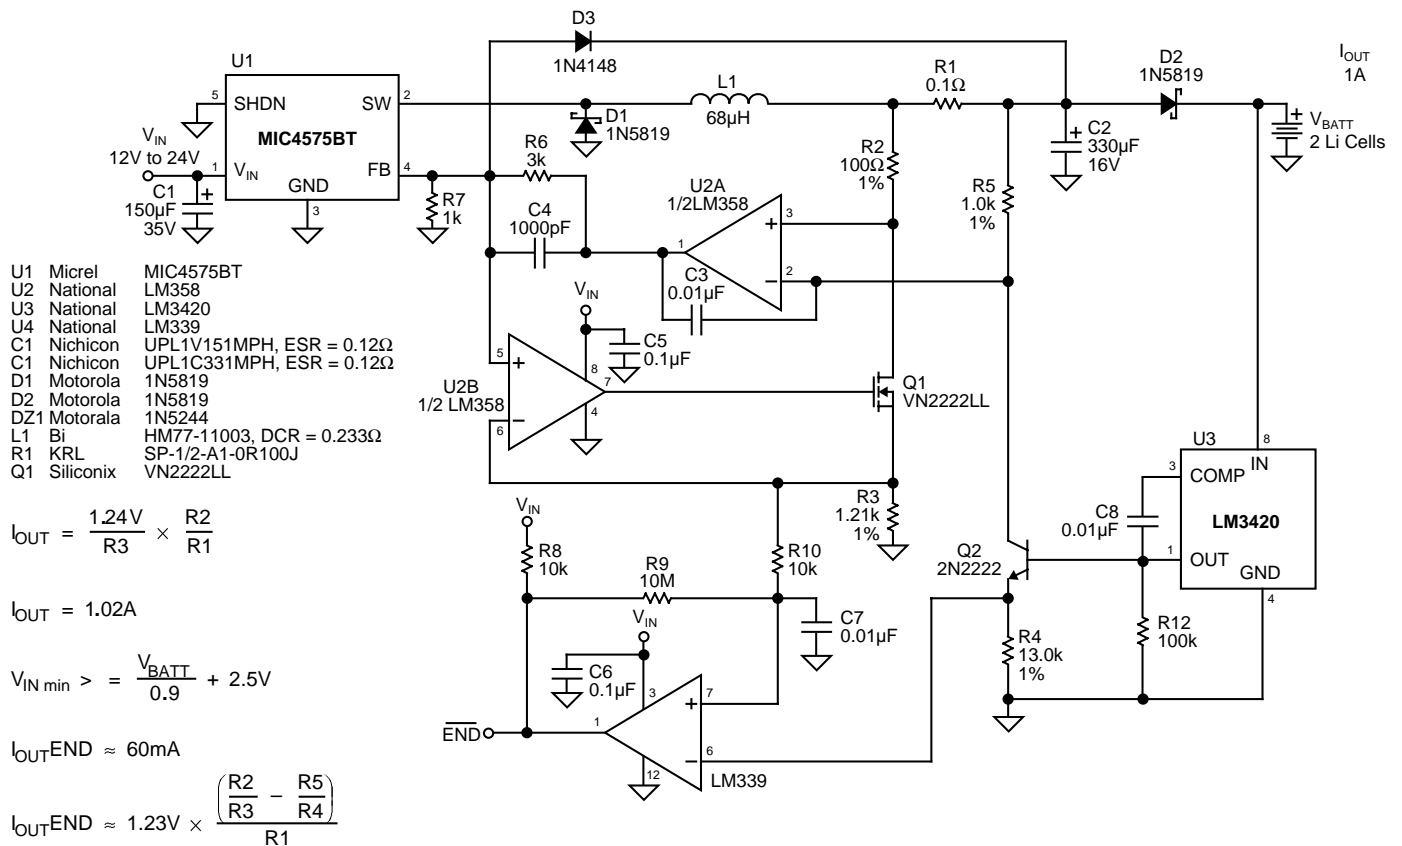 D3
1N4148
U1
5
SHDN
SW
2
MIC4575BT
V_IN
12V to 24V
1
V_IN
FB
4
GND
3
C1
+
150µF
35V
R7
1k
R6
3k
C4
1000pF
D1
1N5819
L1
68µH
R1
0.1Ω
R2
100Ω
1%
R5
1.0k
1%
+
C2
330µF
16V
D2
1N5819
I_OUT
1A
+
V_BATT
2 Li Cells
U2A
1/2LM358
1
+
3
−
2
C3
0.01µF
V_IN
C5
0.1µF
5
+
8
7
U2B
1/2 LM358
4
−
6
Q1
VN2222LL
U1 Micrel MIC4575BT
U2 National LM358
U3 National LM3420
U4 National LM339
C1 Nichicon UPL1V151MPH, ESR = 0.12Ω
C1 Nichicon UPL1C331MPH, ESR = 0.12Ω
D1 Motorola 1N5819
D2 Motorola 1N5819
DZ1 Motorala 1N5244
L1 Bi HM77-11003, DCR = 0.233Ω
R1 KRL SP-1/2-A1-0R100J
Q1 Siliconix VN2222LL
U3
8
3
COMP
IN
LM3420
1
OUT
GND
4
C8
0.01µF
Q2
2N2222
R12
100k
R4
13.0k
1%
R3
1.21k
1%
V_IN
R8
10k
R9
10M
R10
10k
C7
0.01µF
V_IN
C6
0.1µF
3
1
+
7
−
6
12
LM339
END
I_OUT = 1.24V / R3 × R2 / R1
I_OUT = 1.02A
V_IN min > = V_BATT / 0.9 + 2.5V
I_OUTEND ≈ 60mA
I_OUTEND ≈ 1.23V × (R2 / R3 − R5 / R4) / R1